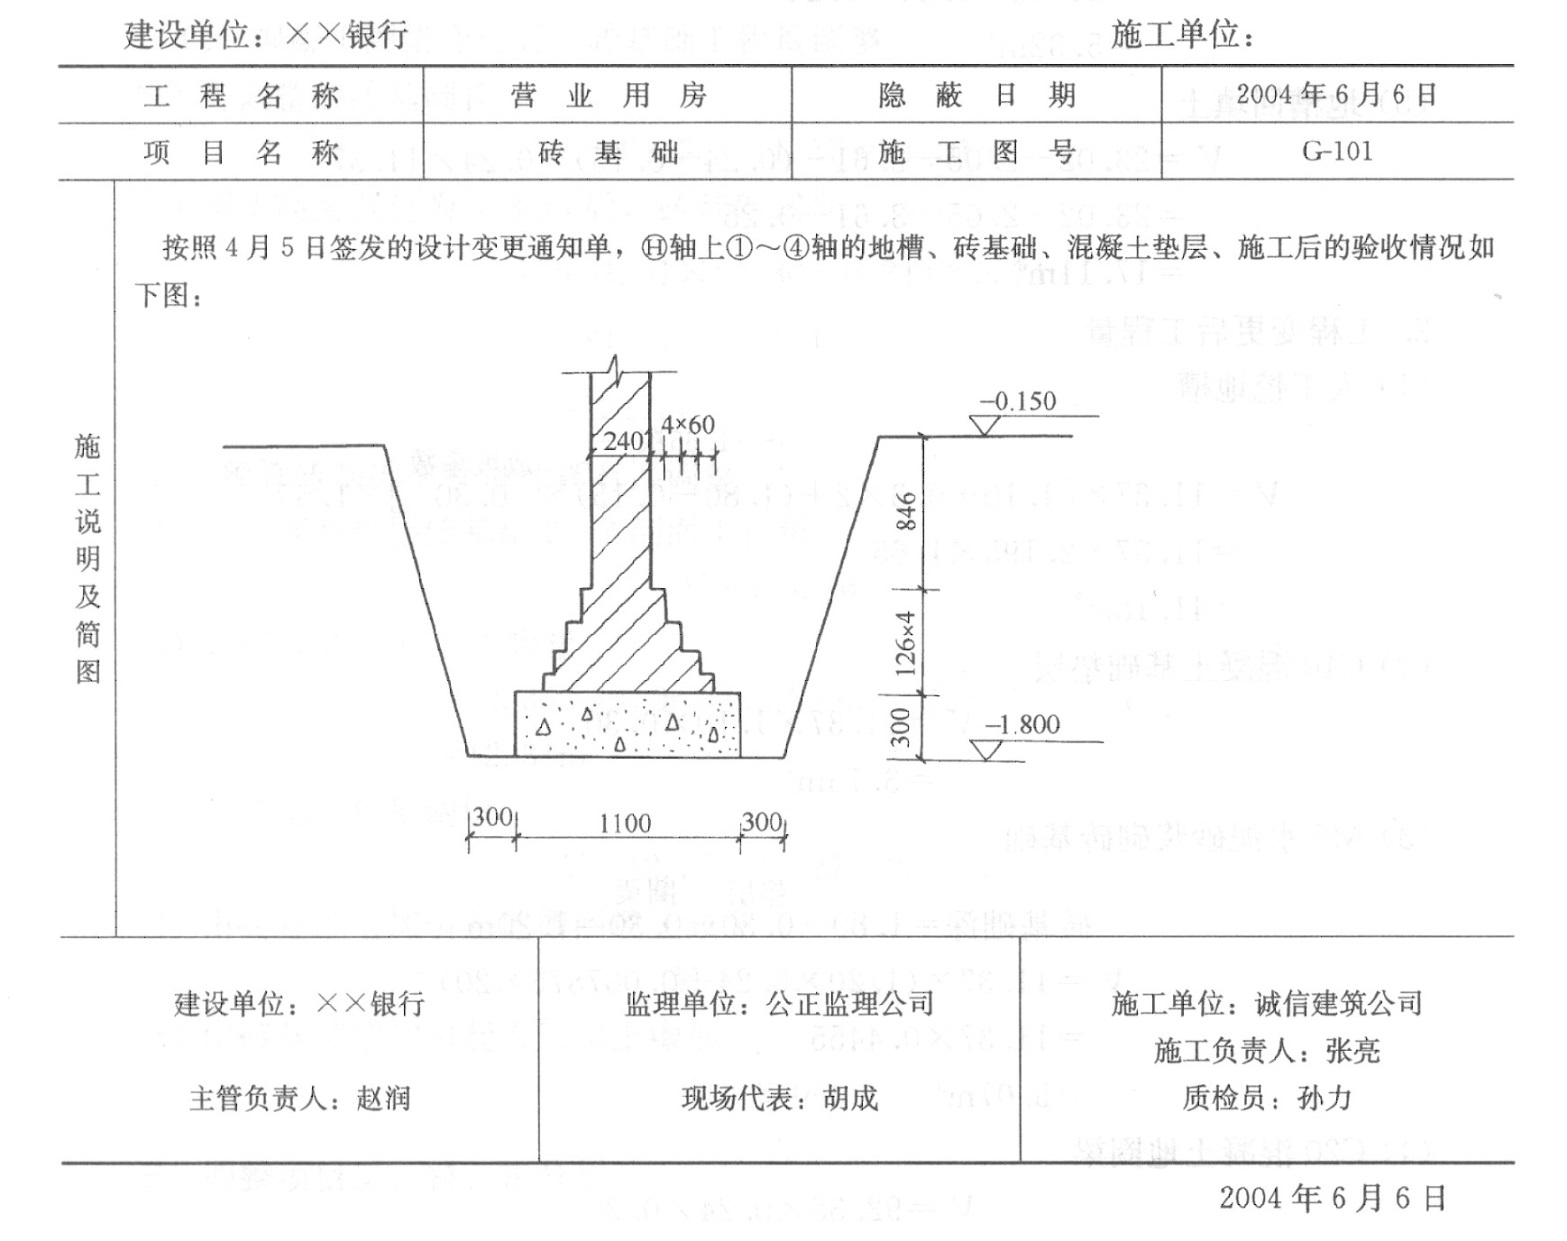 建设单位：××银行 施工单位：
工程名称 营业用房 隐蔽日期 2004年6月6日
项目名称 砖基础 施工图号 G-101
施工说明及简图
按照4月5日签发的设计变更通知单，Ⓗ轴上①～④轴的地槽、砖基础、混凝土垫层、施工后的验收情况如
下图：
-0.150
4×60
240
846
126×4
300
-1.800
300 1100 300
建设单位：××银行 监理单位：公正监理公司 施工单位：诚信建筑公司
施工负责人：张亮
主管负责人：赵润 现场代表：胡成 质检员：孙力
2004年6月6日